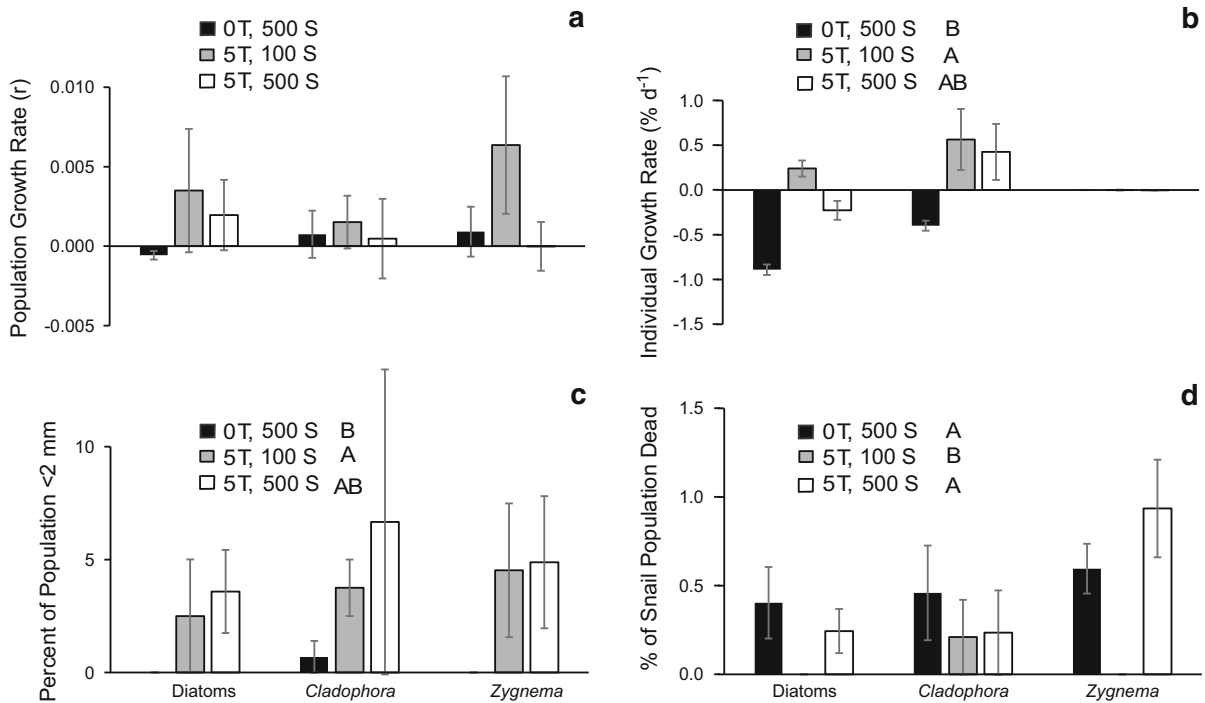 a
0T, 500 S
5T, 100 S
5T, 500 S
Population Growth Rate (r)
0.010
0.005
0.000
-0.005
b
0T, 500 S B
5T, 100 S A
5T, 500 S AB
Individual Growth Rate (% d-1)
1.0
0.5
0.0
-0.5
-1.0
-1.5
c
0T, 500 S B
5T, 100 S A
5T, 500 S AB
Percent of Population <2 mm
10
5
0
Diatoms Cladophora Zygnema
d
0T, 500 S A
5T, 100 S B
5T, 500 S A
% of Snail Population Dead
1.5
1.0
0.5
0.0
Diatoms Cladophora Zygnema